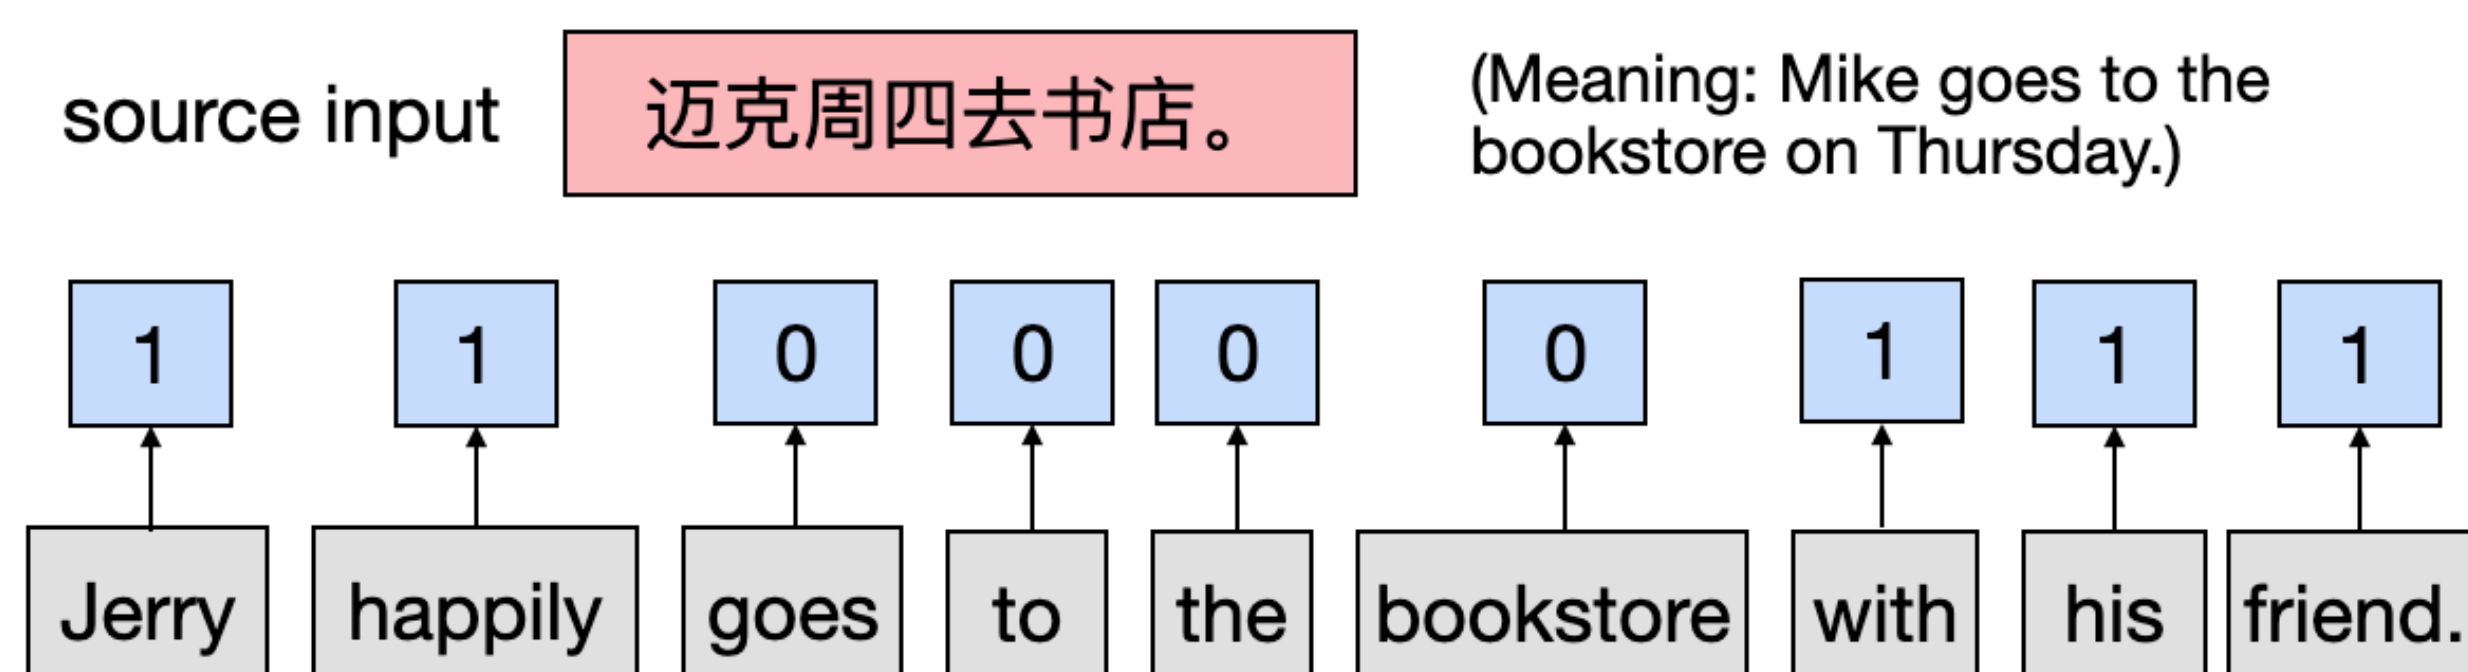 source input
迈克周四去书店。
(Meaning: Mike goes to the
bookstore on Thursday.)
1 1 0 0 0 0 1 1 1
Jerry happily goes to the bookstore with his friend.